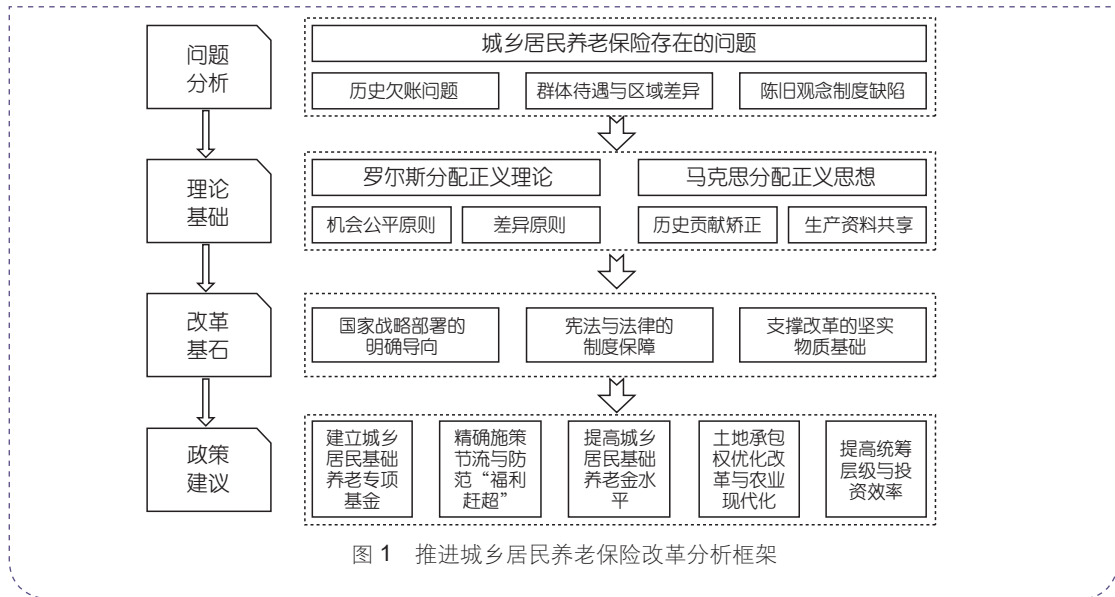 问题
分析
城乡居民养老保险存在的问题
历史欠账问题
群体待遇与区域差异
陈旧观念制度缺陷
理论
基础
罗尔斯分配正义理论
马克思分配正义思想
机会公平原则
差异原则
历史贡献矫正
生产资料共享
改革
基石
国家战略部署的
明确导向
宪法与法律的
制度保障
支撑改革的坚实
物质基础
政策
建议
建立城乡
居民基础
养老专项
基金
精确施策
节流与防
范“福利
赶超”
提高城乡
居民基础
养老金水
平
土地承包
权优化改
革与农业
现代化
提高统筹
层级与投
资效率
图 1 推进城乡居民养老保险改革分析框架